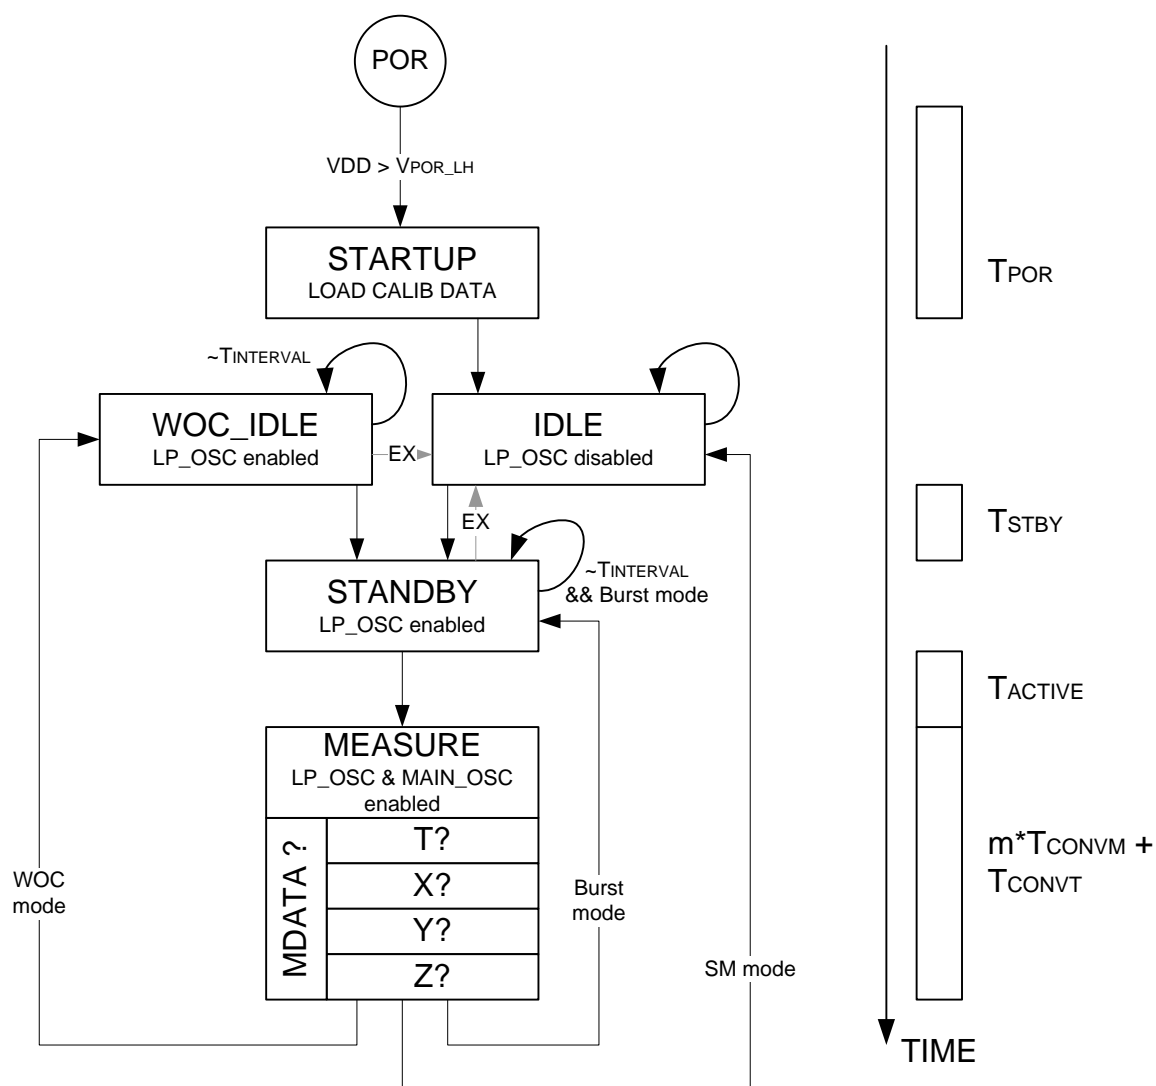 POR
VDD > VPOR_LH
STARTUP
LOAD CALIB DATA
TPOR
~TINTERVAL
WOC_IDLE
LP_OSC enabled
EX
IDLE
LP_OSC disabled
EX
TSTBY
STANDBY
LP_OSC enabled
~TINTERVAL
&& Burst mode
TACTIVE
MEASURE
LP_OSC & MAIN_OSC
enabled
MDATA ?
T?
X?
Y?
Z?
m*TCONVM +
TCONVT
WOC
mode
Burst
mode
SM mode
TIME